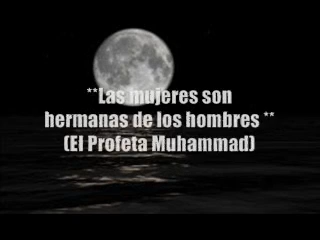 **Las mujeres son
hermanas de los hombres **
(El Profeta Muhammad)